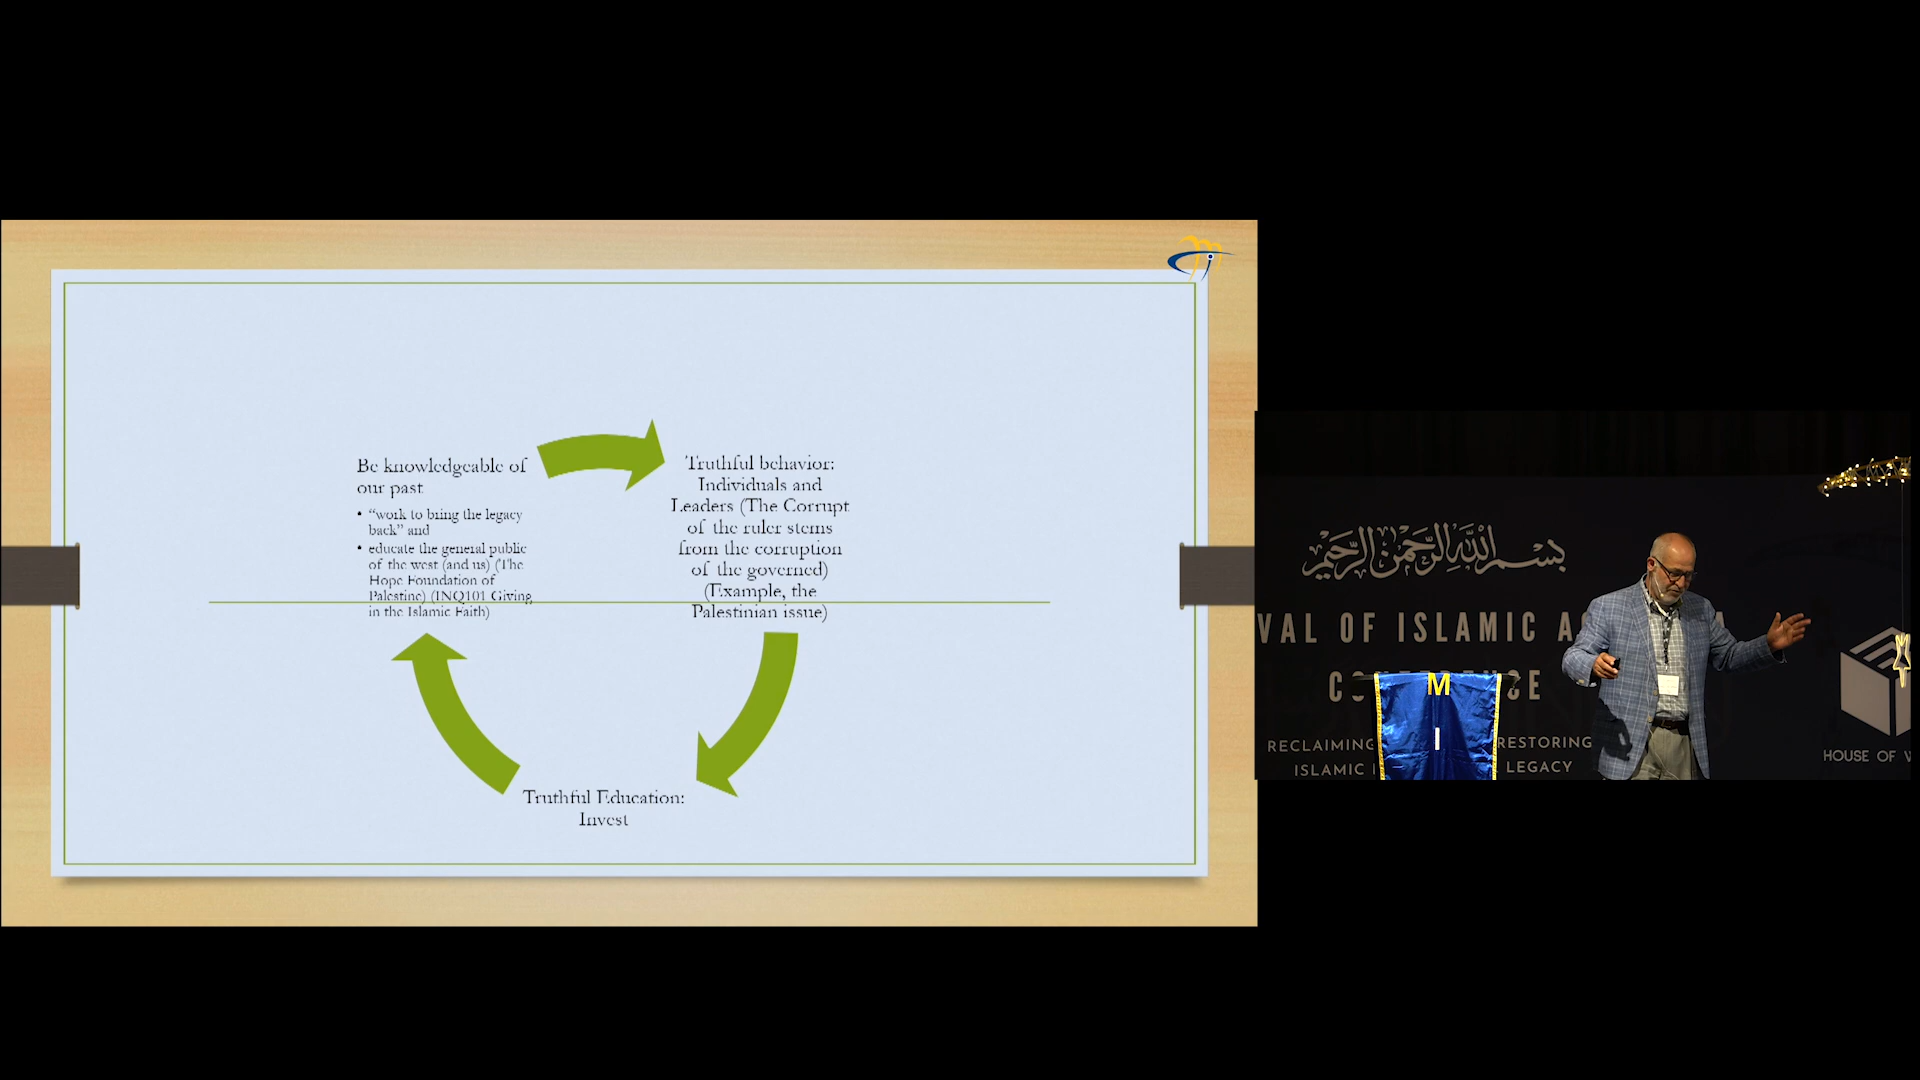 Be knowledgeable of
our past
• “work to bring the legacy
back” and
• educate the general public
of the west (and us) (The
Hope Foundation of
Palestine) (INQ101 Giving
in the Islamic Faith)
Truthful behavior:
Individuals and
Leaders (The Corrupt
of the ruler stems
from the corruption
of the governed)
(Example, the
Palestinian issue)
Truthful Education:
Invest
بسم الله الرحمن الرحيم
VAL OF ISLAMIC A
C
CE
RECLAIMING
RESTORING
ISLAMIC
LEGACY
M
HOUSE OF